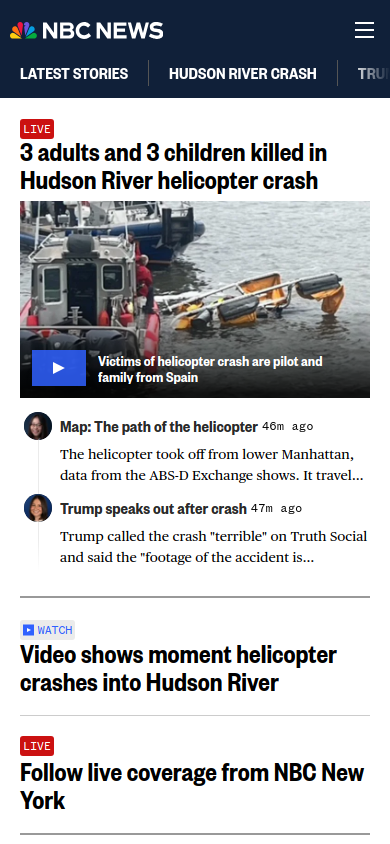 NBC NEWS
LATEST STORIES HUDSON RIVER CRASH
LIVE
3 adults and 3 children killed in
Hudson River helicopter crash
Victims of helicopter crash are pilot and
family from Spain
Map: The path of the helicopter 46m ago
The helicopter took off from lower Manhattan,
data from the ABS-D Exchange shows. It travel...
Trump speaks out after crash 47m ago
Trump called the crash "terrible" on Truth Social
and said the "footage of the accident is...
WATCH
Video shows moment helicopter
crashes into Hudson River
LIVE
Follow live coverage from NBC New
York